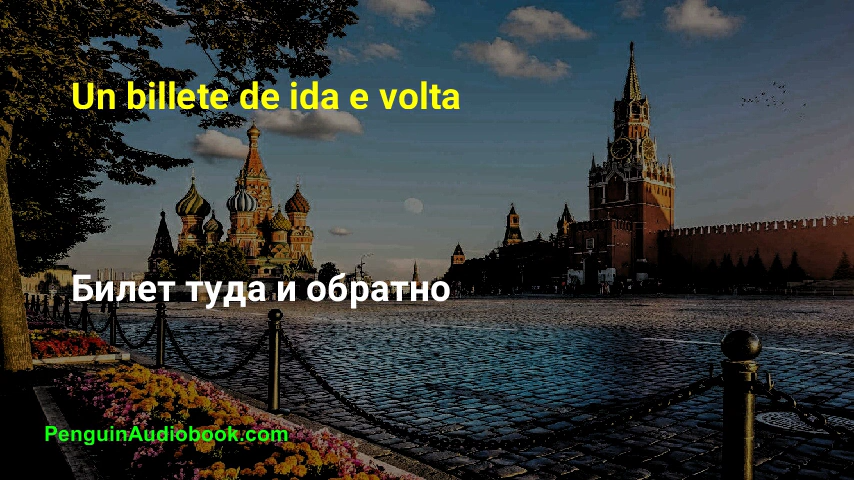 Un billete de ida e volta
Билет туда и обратно
PenguinAudiobook.com